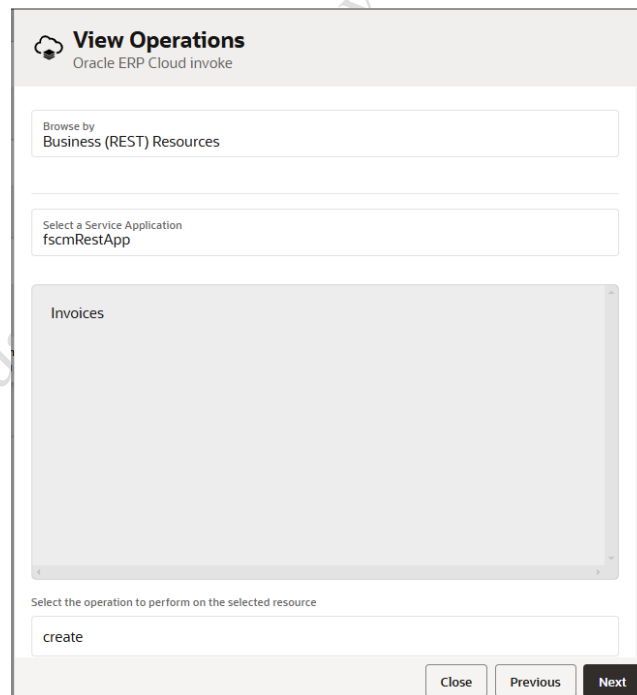 View Operations
Oracle ERP Cloud invoke
Browse by
Business (REST) Resources
Select a Service Application
fscmRestApp
Invoices
Select the operation to perform on the selected resource
create
Close Previous Next